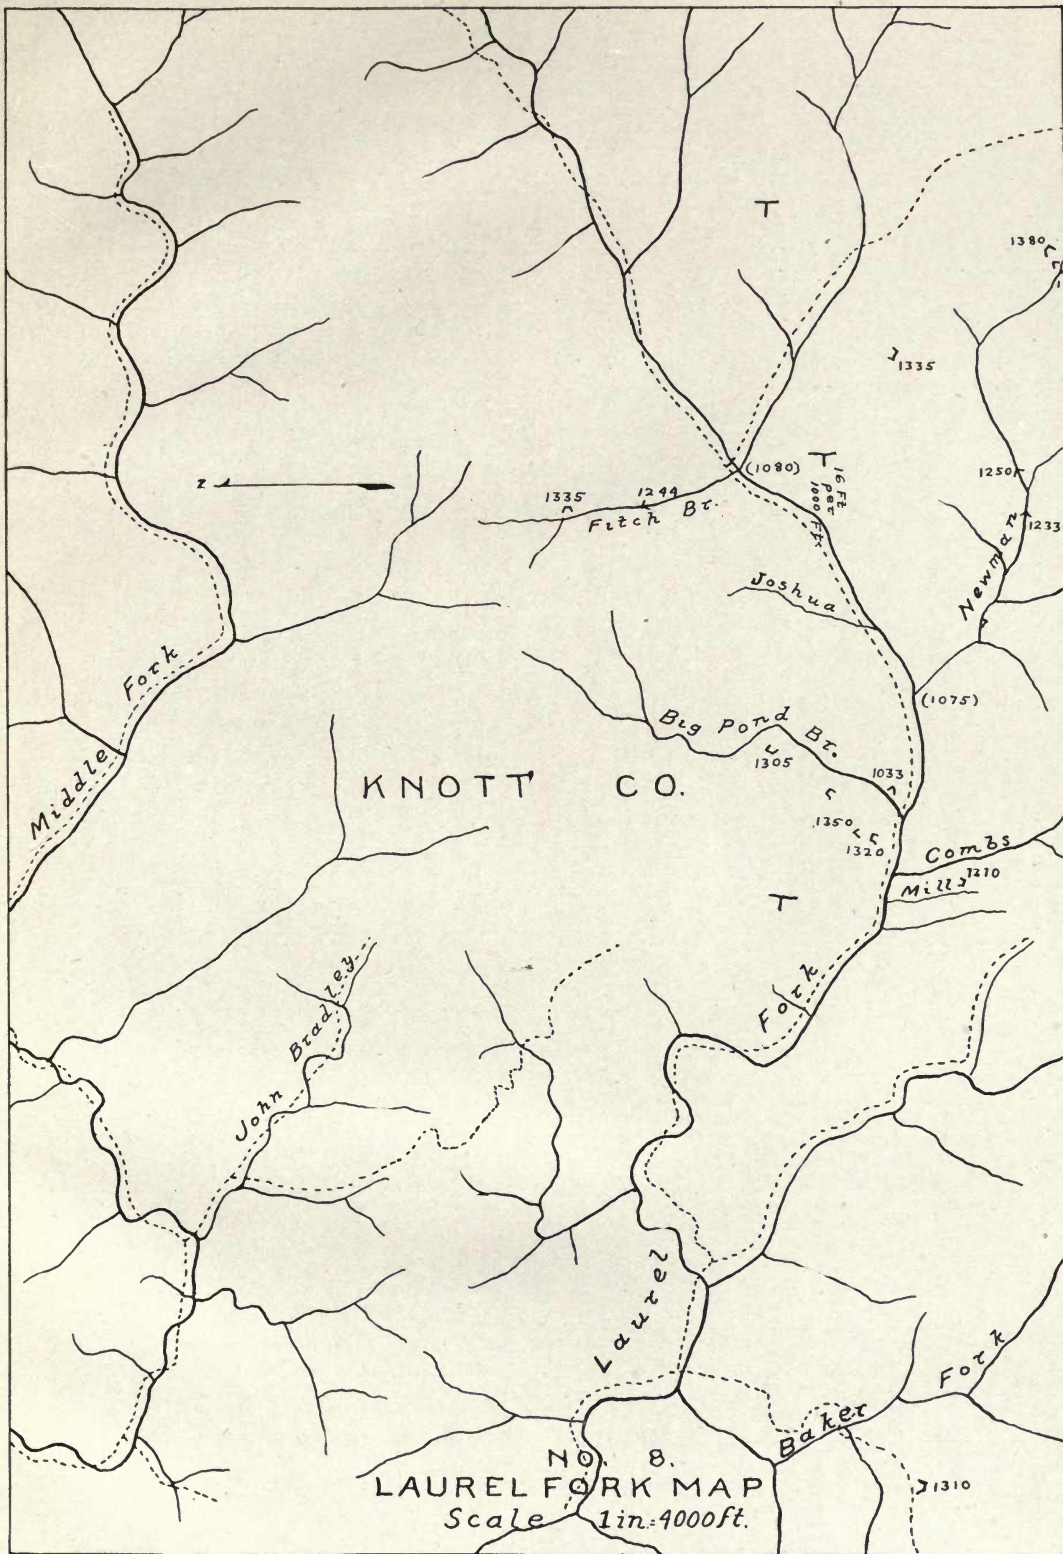 T
1380
1335
(1080)
T
16 Ft
per
1000 Ft.
1335
1244
Fitch Br.
1250
1233
Newman
Joshua
Middle Fork
(1075)
Big Pond Br.
1305
1033
KNOTT CO.
1350
1320
Combs
Mill
1210
T
John Bradley
Laurel Fork
Baker Fork
1310
NO. 8.
LAUREL FORK MAP
Scale 1in.=4000ft.